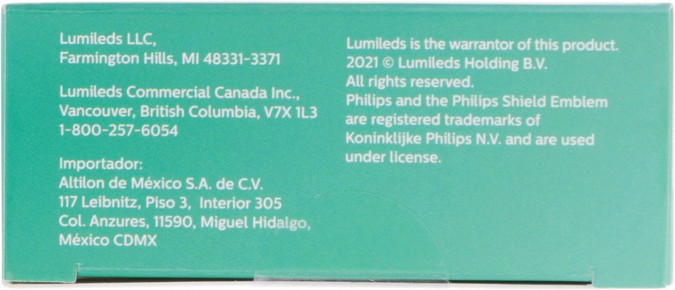 Lumileds LLC,
Farmington Hills, MI 48331-3371
Lumileds Commercial Canada Inc.,
Vancouver, British Columbia, V7X 1L3
1-800-257-6054
Importador:
Altilon de México S.A. de C.V.
117 Leibnitz, Piso 3, Interior 305
Col. Anzures, 11590, Miguel Hidalgo,
México CDMX
Lumileds is the warrantor of this product.
2021 © Lumileds Holding B.V.
All rights reserved.
Philips and the Philips Shield Emblem
are registered trademarks of
Koninklijke Philips N.V. and are used
under license.